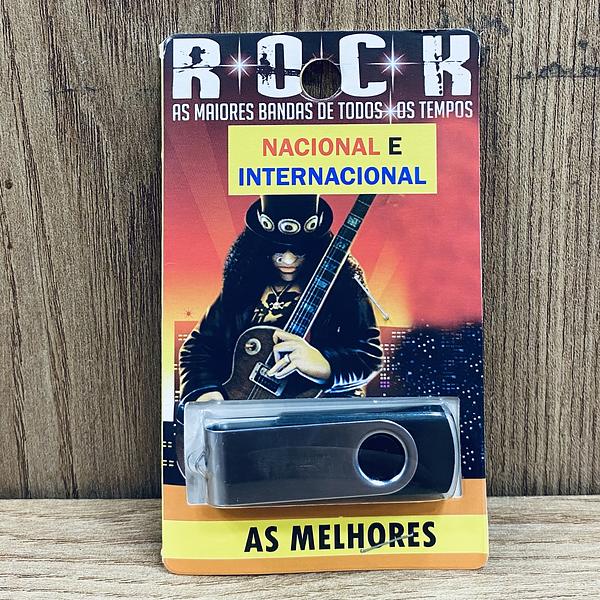 ROCK
AS MAIORES BANDAS DE TODOS OS TEMPOS
NACIONAL E
INTERNACIONAL
AS MELHORES